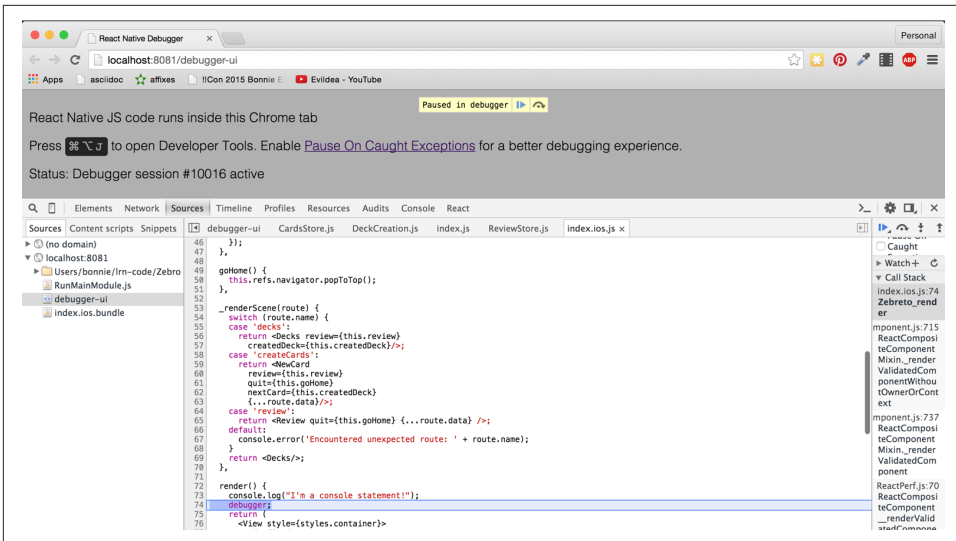 React Native Debugger ×
Personal
localhost:8081/debugger-ui
ABP
Apps asciidoc affixes !!Con 2015 Bonnie E Evildea - YouTube
Paused in debugger
React Native JS code runs inside this Chrome tab
Press ⌘⌥J to open Developer Tools. Enable Pause On Caught Exceptions for a better debugging experience.
Status: Debugger session #10016 active
Elements Network Sources Timeline Profiles Resources Audits Console React
Sources Content scripts Snippets
debugger-ui CardsStore.js DeckCreation.js index.js ReviewStore.js index.ios.js ×
(no domain)
localhost:8081
Users/bonnie/lrn-code/Zebro
RunMainModule.js
debugger-ui
index.ios.bundle
46 });
47 },
48
49 goHome() {
50 this.refs.navigator.popToTop();
51 },
52
53 _renderScene(route) {
54 switch (route.name) {
55 case 'decks':
56 return <Decks review={this.review}
57 createdDeck={this.createdDeck}/>;
58 case 'createCards':
59 return <NewCard
60 review={this.review}
61 quit={this.goHome}
62 nextCard={this.createdDeck}
63 {...route.data}/>;
64 case 'review':
65 return <Review quit={this.goHome} {...route.data} />;
66 default:
67 console.error('Encountered unexpected route: ' + route.name);
68 }
69 return <Decks/>;
70 },
71
72 render() {
73 console.log("I'm a console statement!");
74 debugger;
75 return (
76 <View style={styles.container}>
Caught
Watch
Call Stack
index.ios.js:74
Zebreto_rend
er
mponent.js:715
ReactComposi
teComponent
Mixin._render
ValidatedCom
ponentWithou
tOwnerOrCont
ext
mponent.js:737
ReactComposi
teComponent
Mixin._render
ValidatedCom
ponent
ReactPerf.js:70
ReactComposi
teComponent
__renderValid
atedCompone